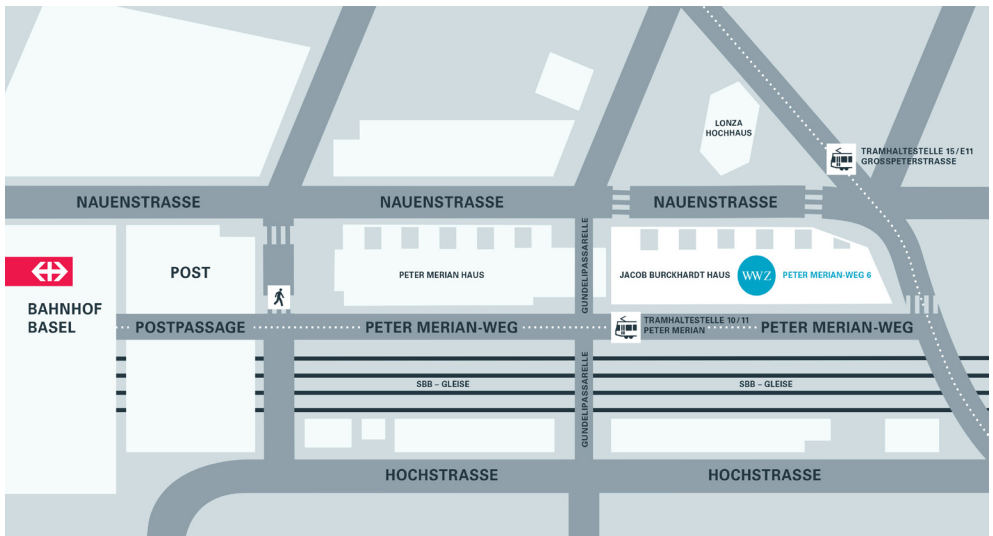 LONZA
HOCHHAUS
TRAMHALTESTELLE 15/E11
GROSSPETERSTRASSE
NAUENSTRASSE
NAUENSTRASSE
NAUENSTRASSE
GUNDELIPASSARELLE
POST
PETER MERIAN HAUS
JACOB BURCKHARDT HAUS
WWZ
PETER MERIAN-WEG 6
BAHNHOF
BASEL
POSTPASSAGE
PETER MERIAN-WEG
TRAMHALTESTELLE 10/11
PETER MERIAN
PETER MERIAN-WEG
GUNDELIPASSARELLE
SBB – GLEISE
SBB – GLEISE
HOCHSTRASSE
HOCHSTRASSE